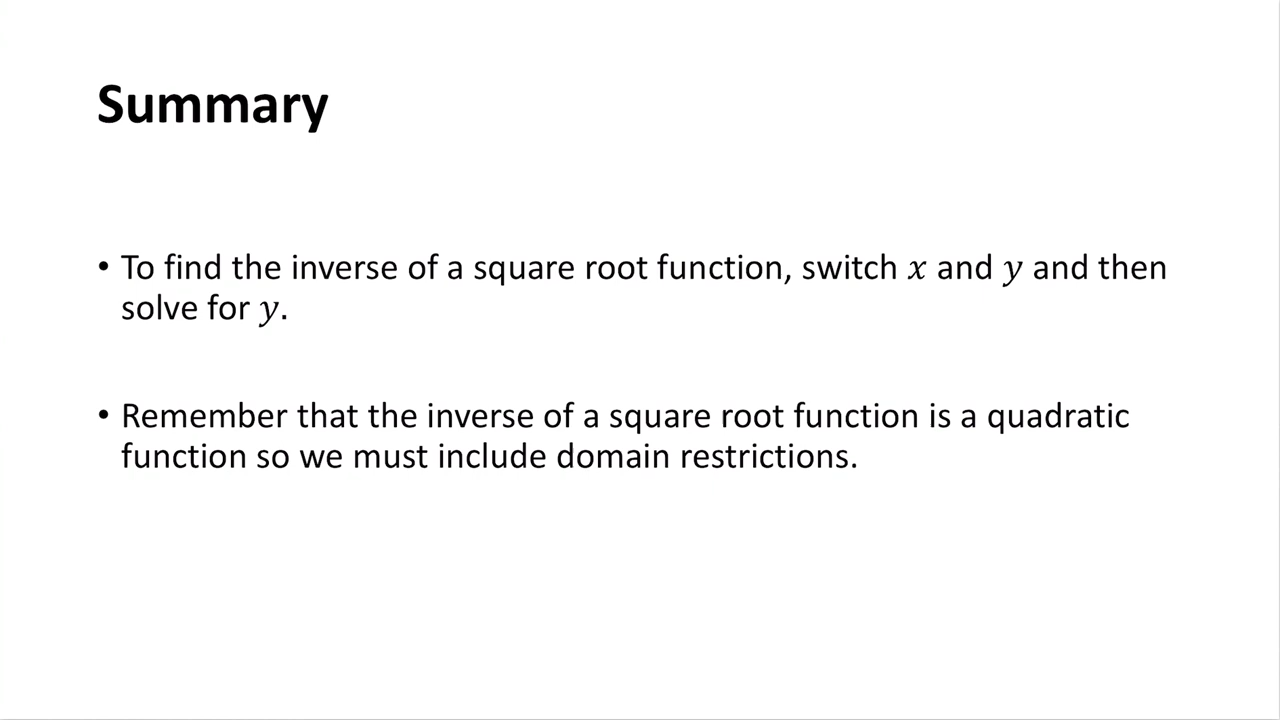 Summary
• To find the inverse of a square root function, switch x and y and then
solve for y.
• Remember that the inverse of a square root function is a quadratic
function so we must include domain restrictions.